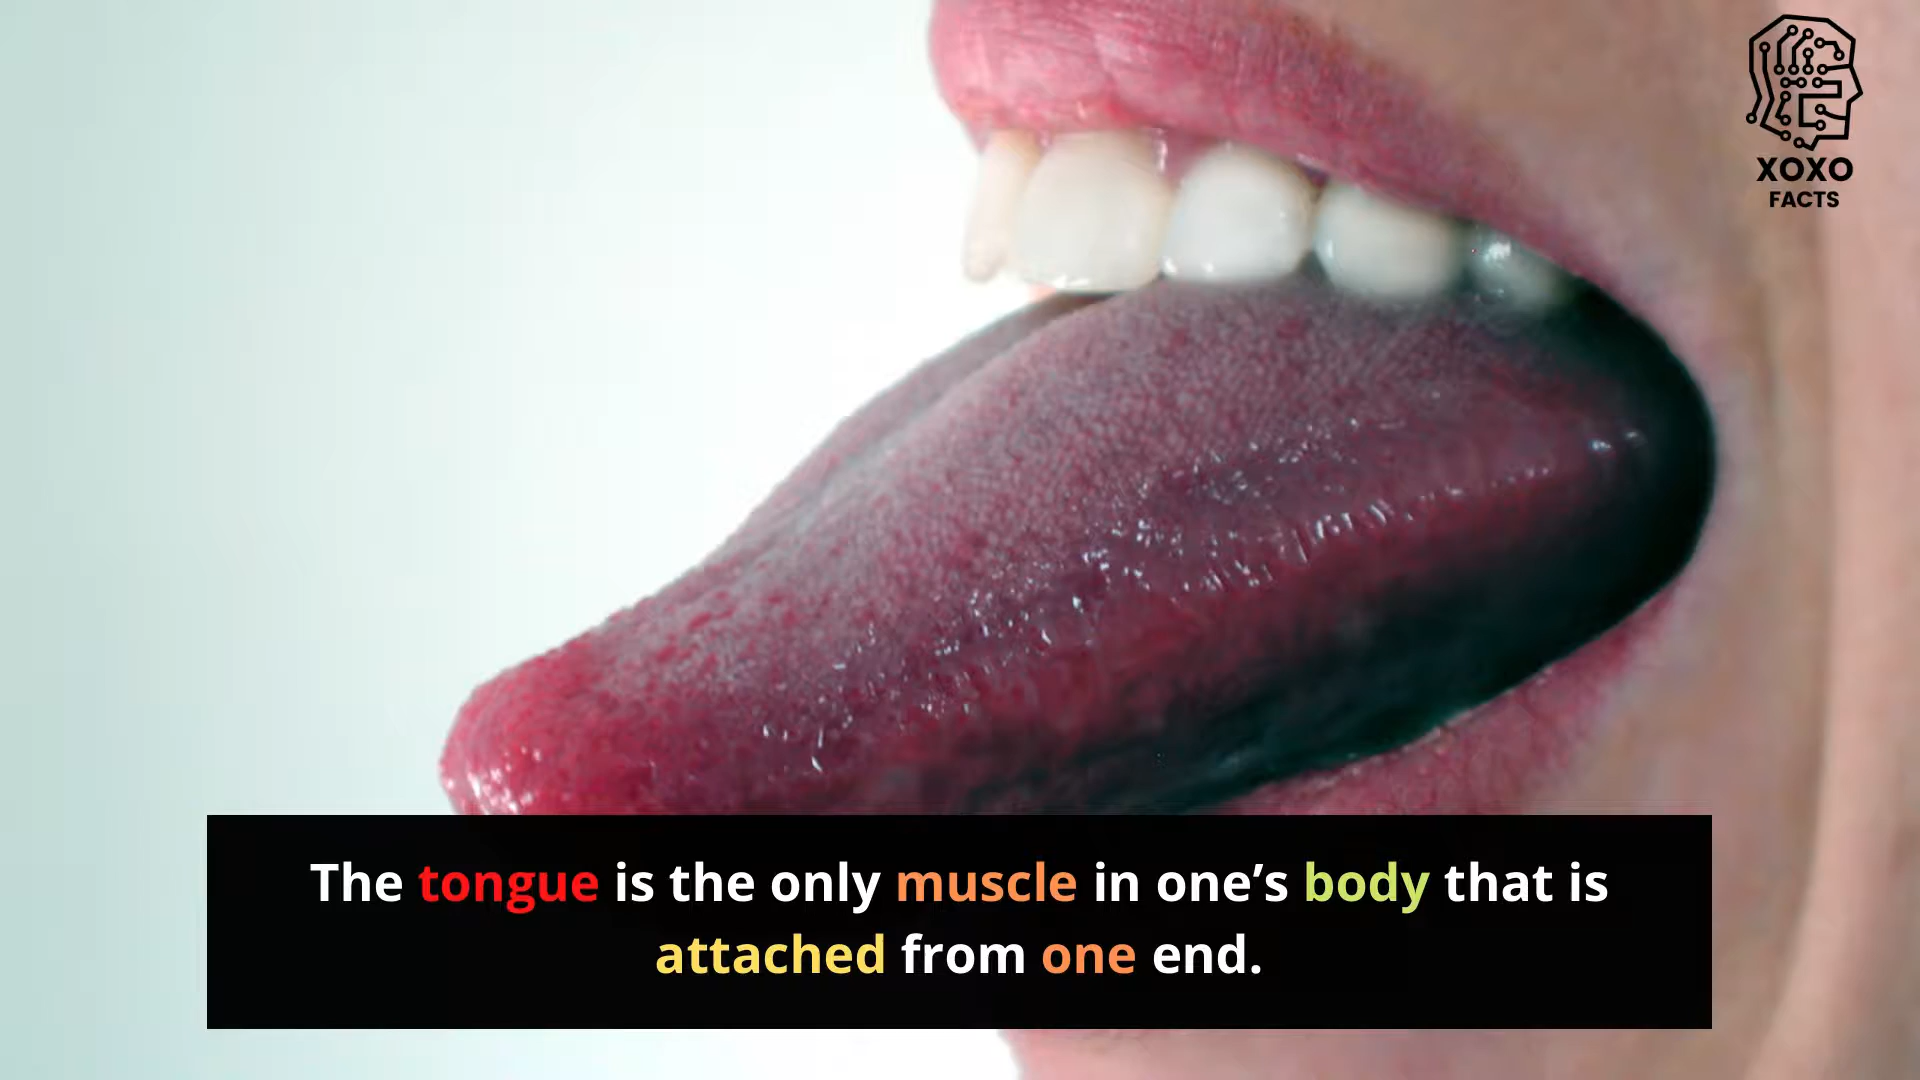 XOXO
FACTS
The tongue is the only muscle in one’s body that is
attached from one end.